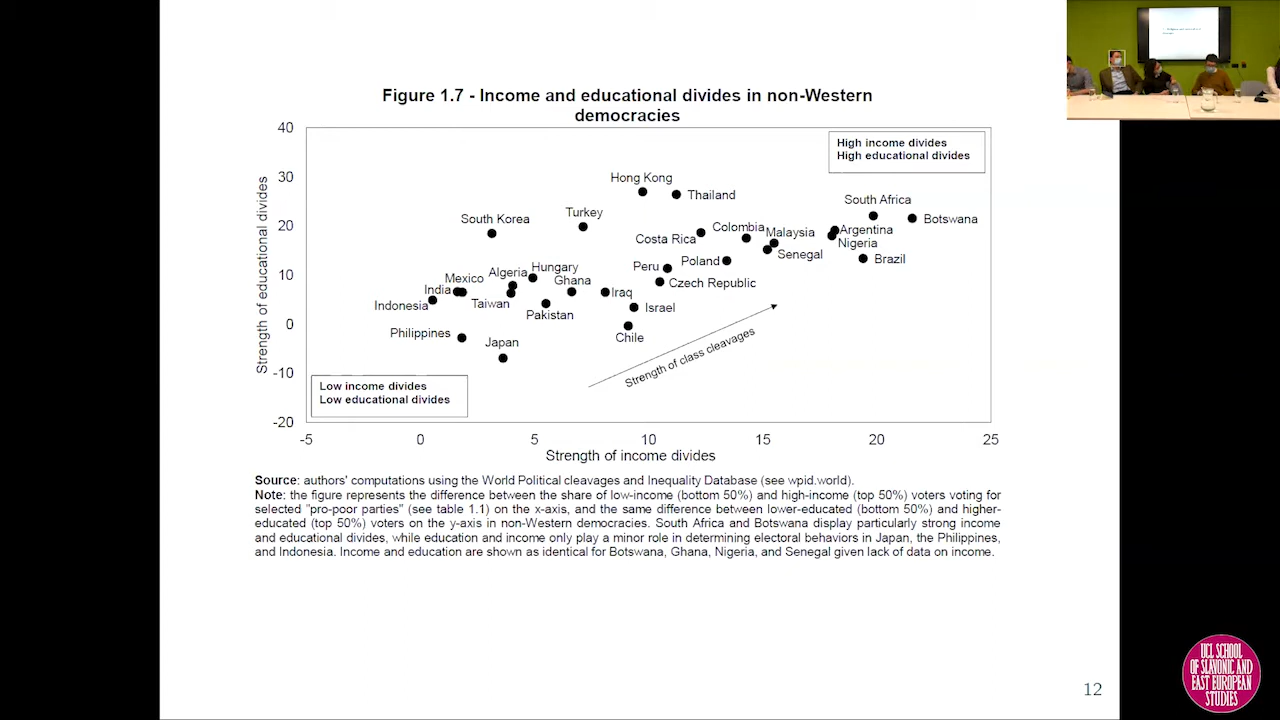 Figure 1.7 - Income and educational divides in non-Western
democracies
40
30
20
10
0
-10
-20
Strength of educational divides
High income divides
High educational divides
Hong Kong
Thailand
South Africa
Turkey
South Korea
Botswana
Colombia
Malaysia
Argentina
Costa Rica
Nigeria
Senegal
Brazil
Poland
Peru
Hungary
Algeria
Mexico
Ghana
Czech Republic
India
Iraq
Indonesia
Taiwan
Israel
Pakistan
Philippines
Japan
Chile
Strength of class cleavages
Low income divides
Low educational divides
-5
0
5
10
15
20
25
Strength of income divides
Source: authors' computations using the World Political cleavages and Inequality Database (see wpid.world).
Note: the figure represents the difference between the share of low-income (bottom 50%) and high-income (top 50%) voters voting for
selected "pro-poor parties" (see table 1.1) on the x-axis, and the same difference between lower-educated (bottom 50%) and higher-
educated (top 50%) voters on the y-axis in non-Western democracies. South Africa and Botswana display particularly strong income
and educational divides, while education and income only play a minor role in determining electoral behaviors in Japan, the Philippines,
and Indonesia. Income and education are shown as identical for Botswana, Ghana, Nigeria, and Senegal given lack of data on income.
12
UCL SCHOOL
OF SLAVONIC AND
EAST EUROPEAN
STUDIES